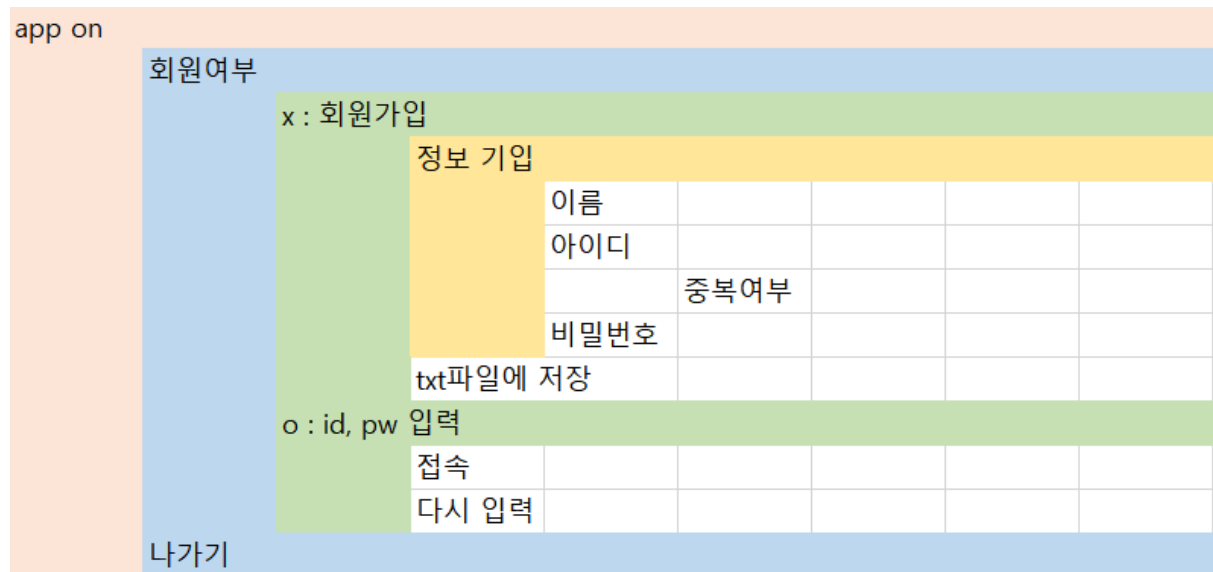 app on
회원여부
x : 회원가입
정보 기입
이름
아이디
중복여부
비밀번호
txt파일에 저장
o : id, pw 입력
접속
다시 입력
나가기